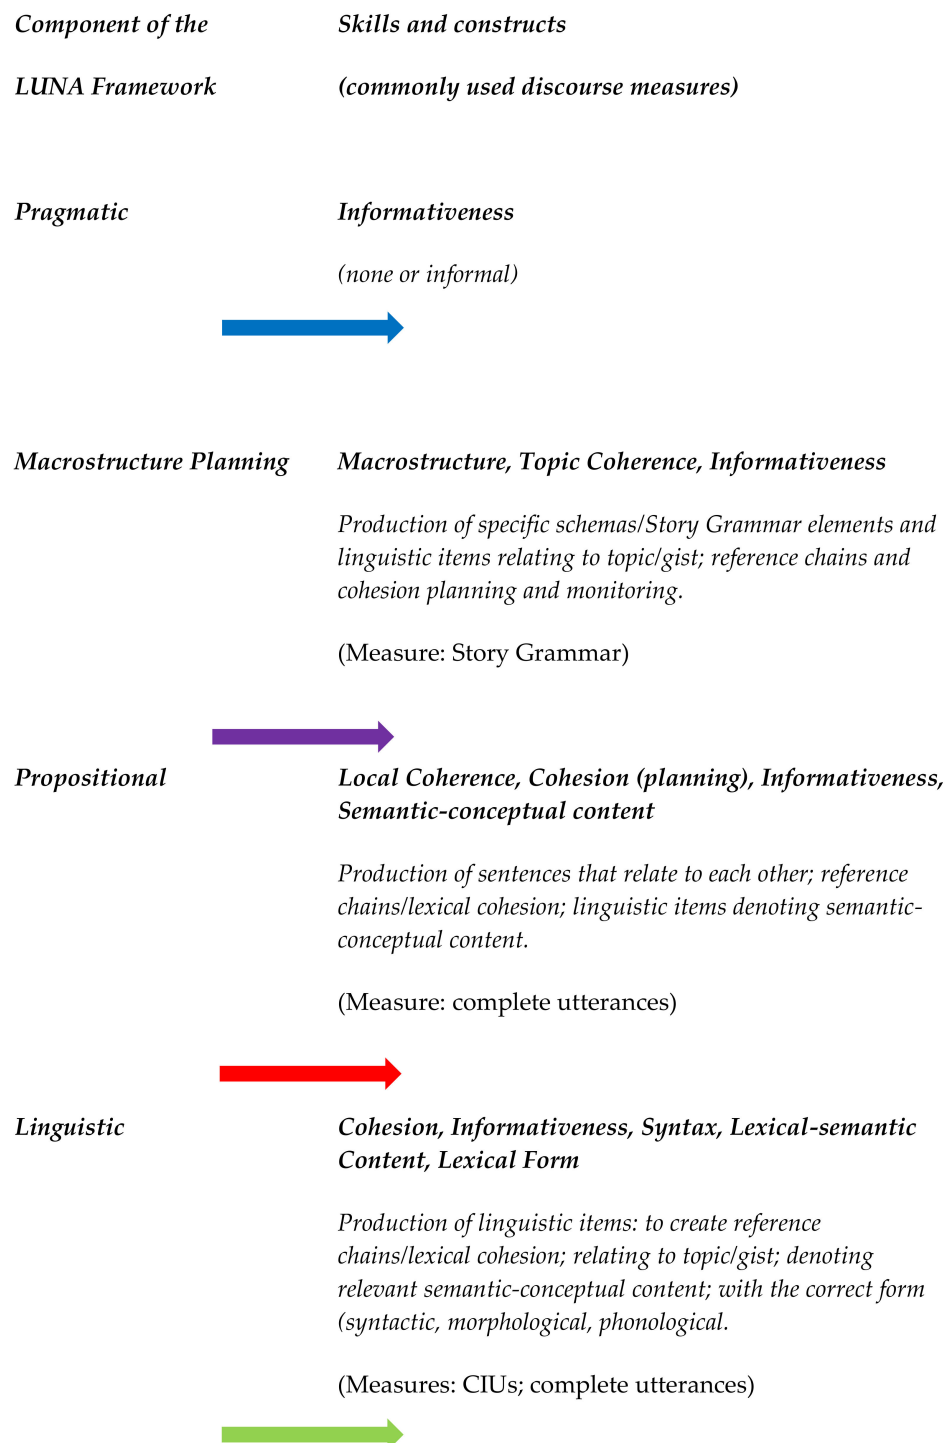 Component of the
Skills and constructs
LUNA Framework
(commonly used discourse measures)
Pragmatic
Informativeness
(none or informal)
Macrostructure Planning
Macrostructure, Topic Coherence, Informativeness
Production of specific schemas/Story Grammar elements and
linguistic items relating to topic/gist; reference chains and
cohesion planning and monitoring.
(Measure: Story Grammar)
Propositional
Local Coherence, Cohesion (planning), Informativeness,
Semantic-conceptual content
Production of sentences that relate to each other; reference
chains/lexical cohesion; linguistic items denoting semantic-
conceptual content.
(Measure: complete utterances)
Linguistic
Cohesion, Informativeness, Syntax, Lexical-semantic
Content, Lexical Form
Production of linguistic items: to create reference
chains/lexical cohesion; relating to topic/gist; denoting
relevant semantic-conceptual content; with the correct form
(syntactic, morphological, phonological.
(Measures: CIUs; complete utterances)